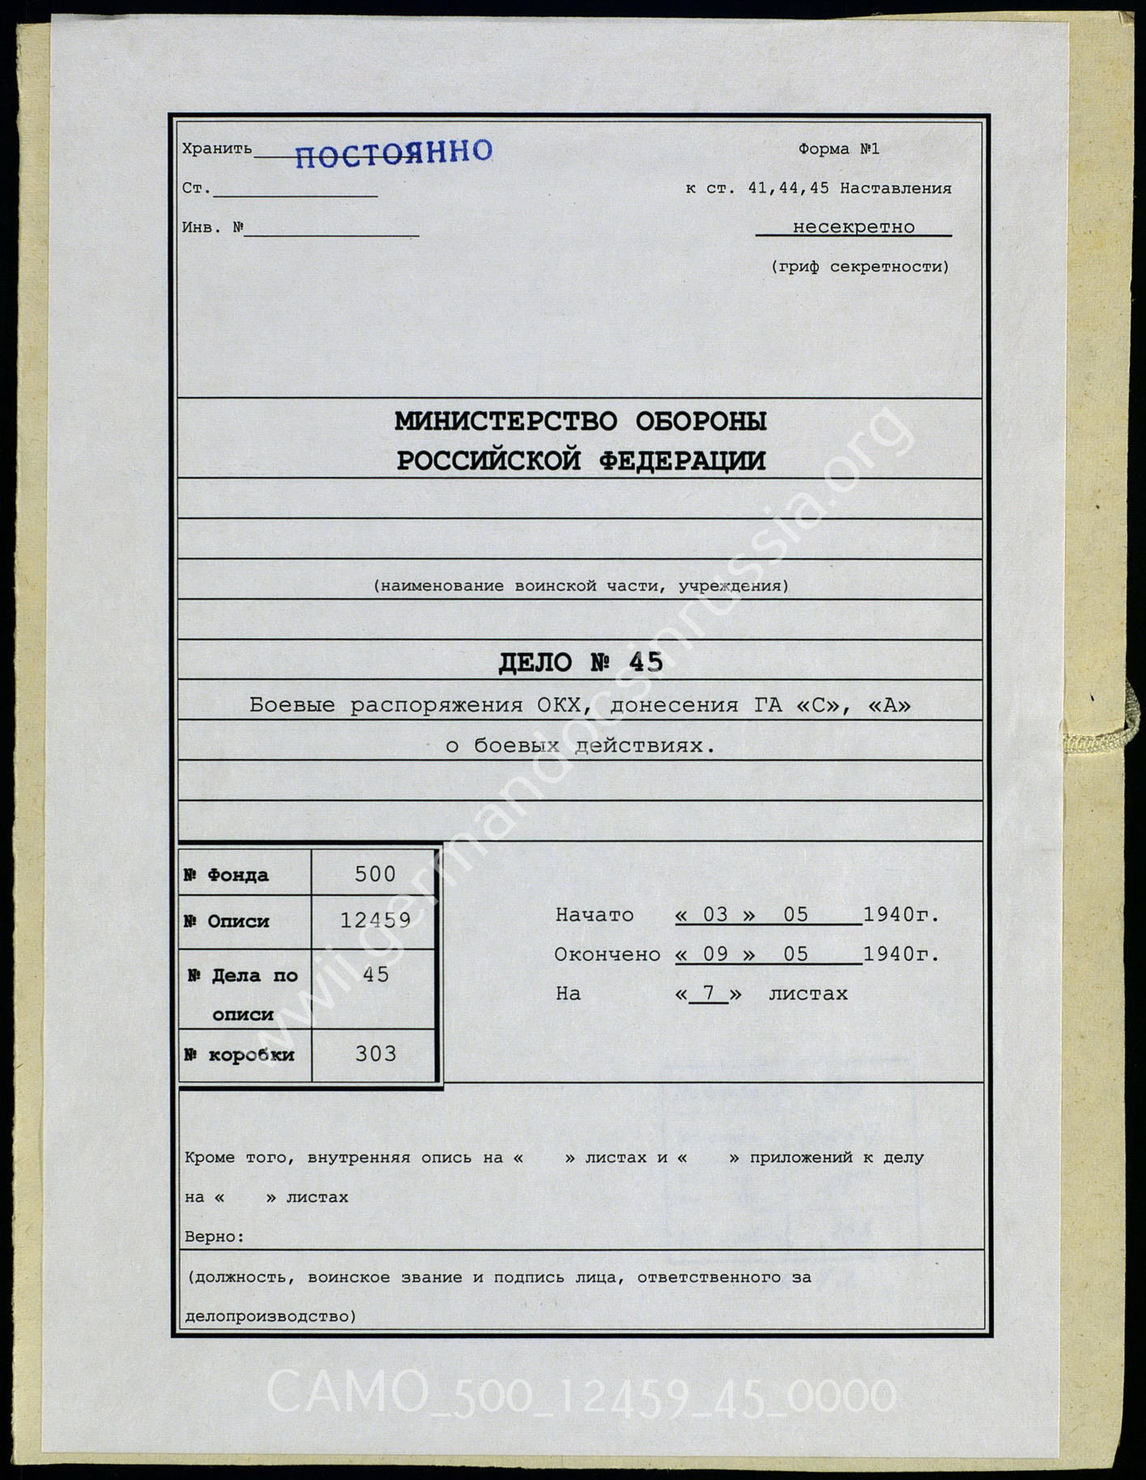 Хранить ПОСТОЯННО
Форма №1
Ст.
к ст. 41,44,45 Наставления
Инв. №
несекретно
(гриф секретности)
МИНИСТЕРСТВО ОБОРОНЫ
РОССИЙСКОЙ ФЕДЕРАЦИИ
(наименование воинской части, учреждения)
ДЕЛО № 45
Боевые распоряжения ОКХ, донесения ГА «С», «А»
о боевых действиях.
№ Фонда 500
№ Описи 12459
№ Дела по 45
описи
№ коробки 303
Начато « 03 » 05 1940г.
Окончено « 09 » 05 1940г.
На « 7 » листах
Кроме того, внутренняя опись на « » листах и « » приложений к делу
на « » листах
Верно:
(должность, воинское звание и подпись лица, ответственного за
делопроизводство)
CAMO_500_12459_45_0000
wwii.germandocsinrussia.org